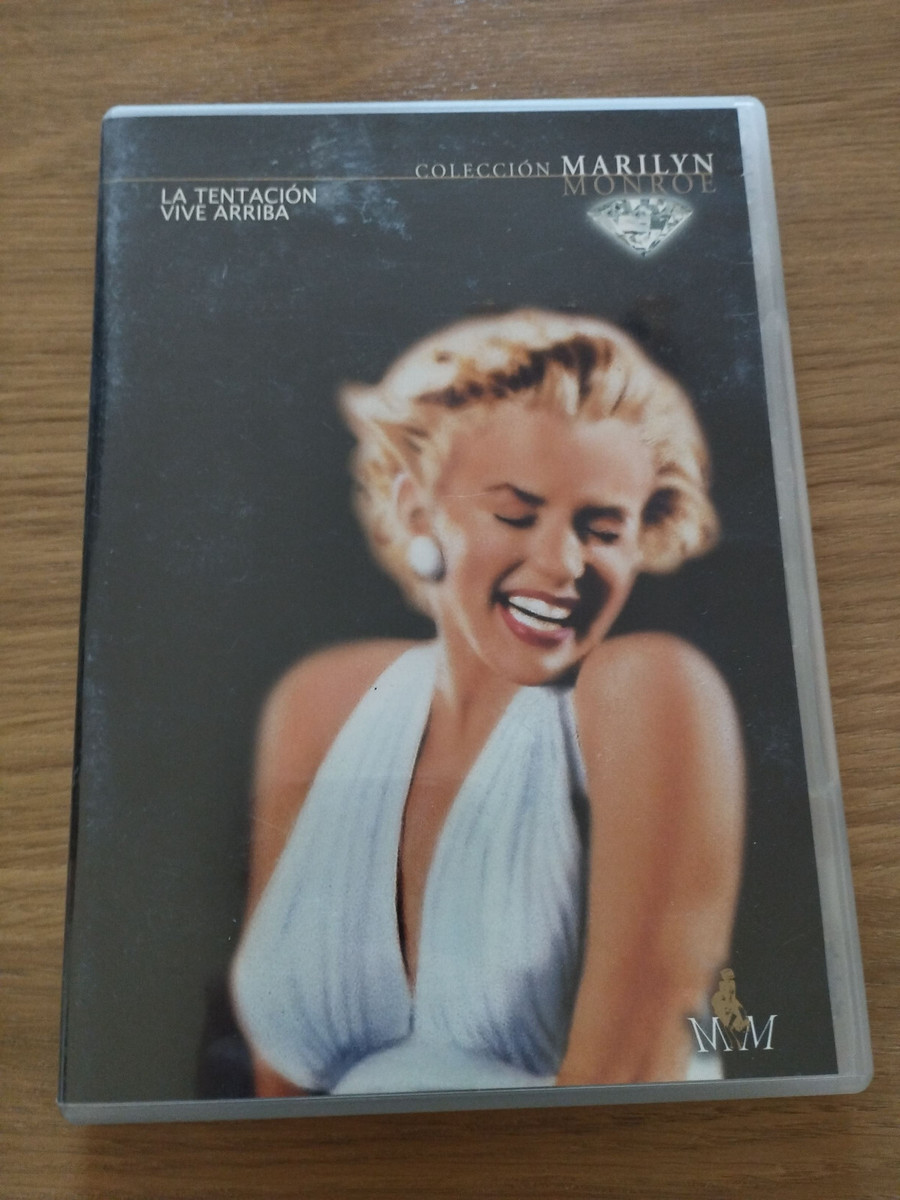 COLECCIÓN MARILYN
MONROE
LA TENTACIÓN
VIVE ARRIBA
MM